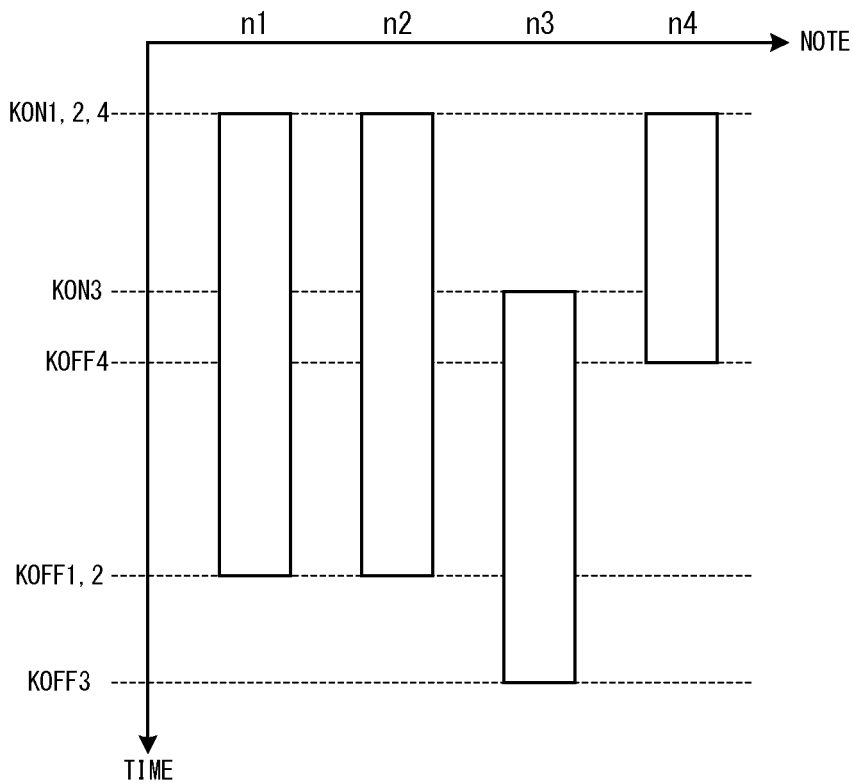 n1 n2 n3 n4
NOTE
KON1, 2, 4
KON3
KOFF4
KOFF1, 2
KOFF3
TIME